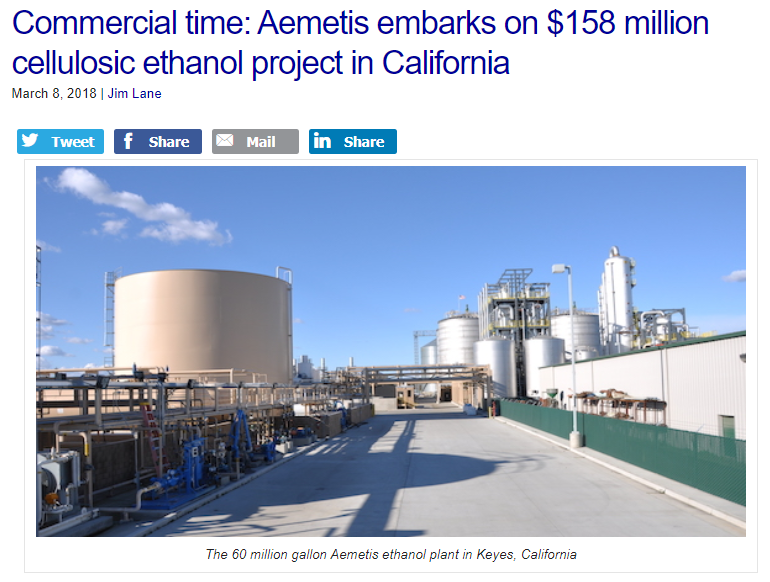 Commercial time: Aemetis embarks on $158 million
cellulosic ethanol project in California
March 8, 2018 | Jim Lane
Tweet
Share
Mail
Share
The 60 million gallon Aemetis ethanol plant in Keyes, California